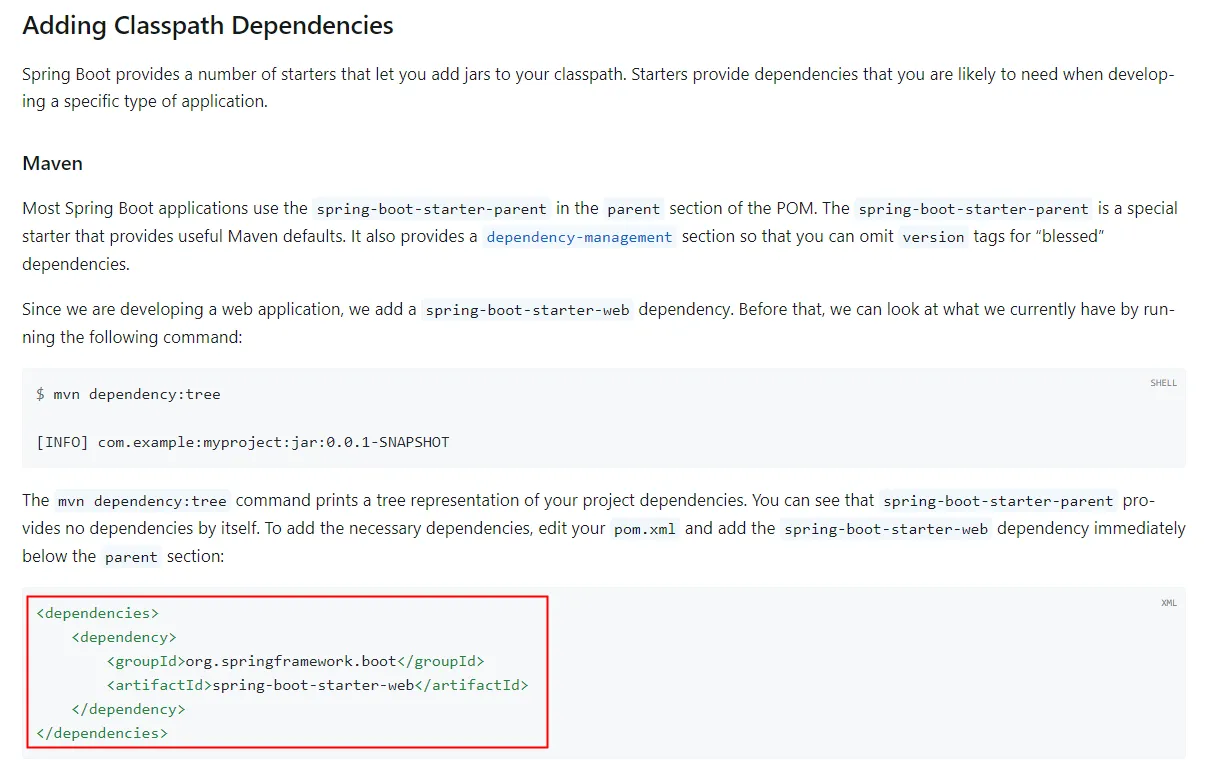 Adding Classpath Dependencies
Spring Boot provides a number of starters that let you add jars to your classpath. Starters provide dependencies that you are likely to need when develop-
ing a specific type of application.
Maven
Most Spring Boot applications use the spring-boot-starter-parent in the parent section of the POM. The spring-boot-starter-parent is a special
starter that provides useful Maven defaults. It also provides a dependency-management section so that you can omit version tags for “blessed”
dependencies.
Since we are developing a web application, we add a spring-boot-starter-web dependency. Before that, we can look at what we currently have by run-
ning the following command:
SHELL
$ mvn dependency:tree
[INFO] com.example:myproject:jar:0.0.1-SNAPSHOT
The mvn dependency:tree command prints a tree representation of your project dependencies. You can see that spring-boot-starter-parent pro-
vides no dependencies by itself. To add the necessary dependencies, edit your pom.xml and add the spring-boot-starter-web dependency immediately
below the parent section:
XML
<dependencies>
    <dependency>
        <groupId>org.springframework.boot</groupId>
        <artifactId>spring-boot-starter-web</artifactId>
    </dependency>
</dependencies>